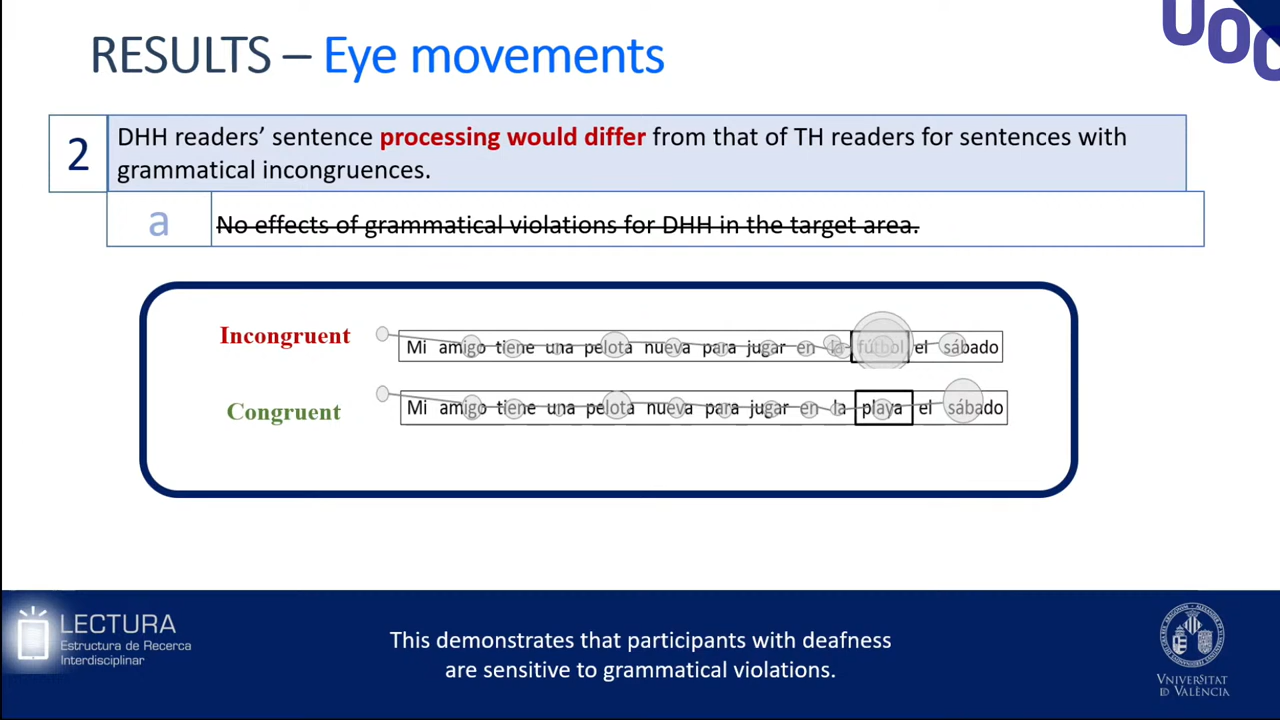 UOC
RESULTS – Eye movements
2
DHH readers’ sentence processing would differ from that of TH readers for sentences with
grammatical incongruences.
a
No effects of grammatical violations for DHH in the target area.
Incongruent
Mi amigo tiene una pelota nueva para jugar en la fútbol el sábado
Congruent
Mi amigo tiene una pelota nueva para jugar en la playa el sábado
LECTURA
Estructura de Recerca
Interdisciplinar
This demonstrates that participants with deafness
are sensitive to grammatical violations.
VNIVERSITAT
ID VALÈNCIA